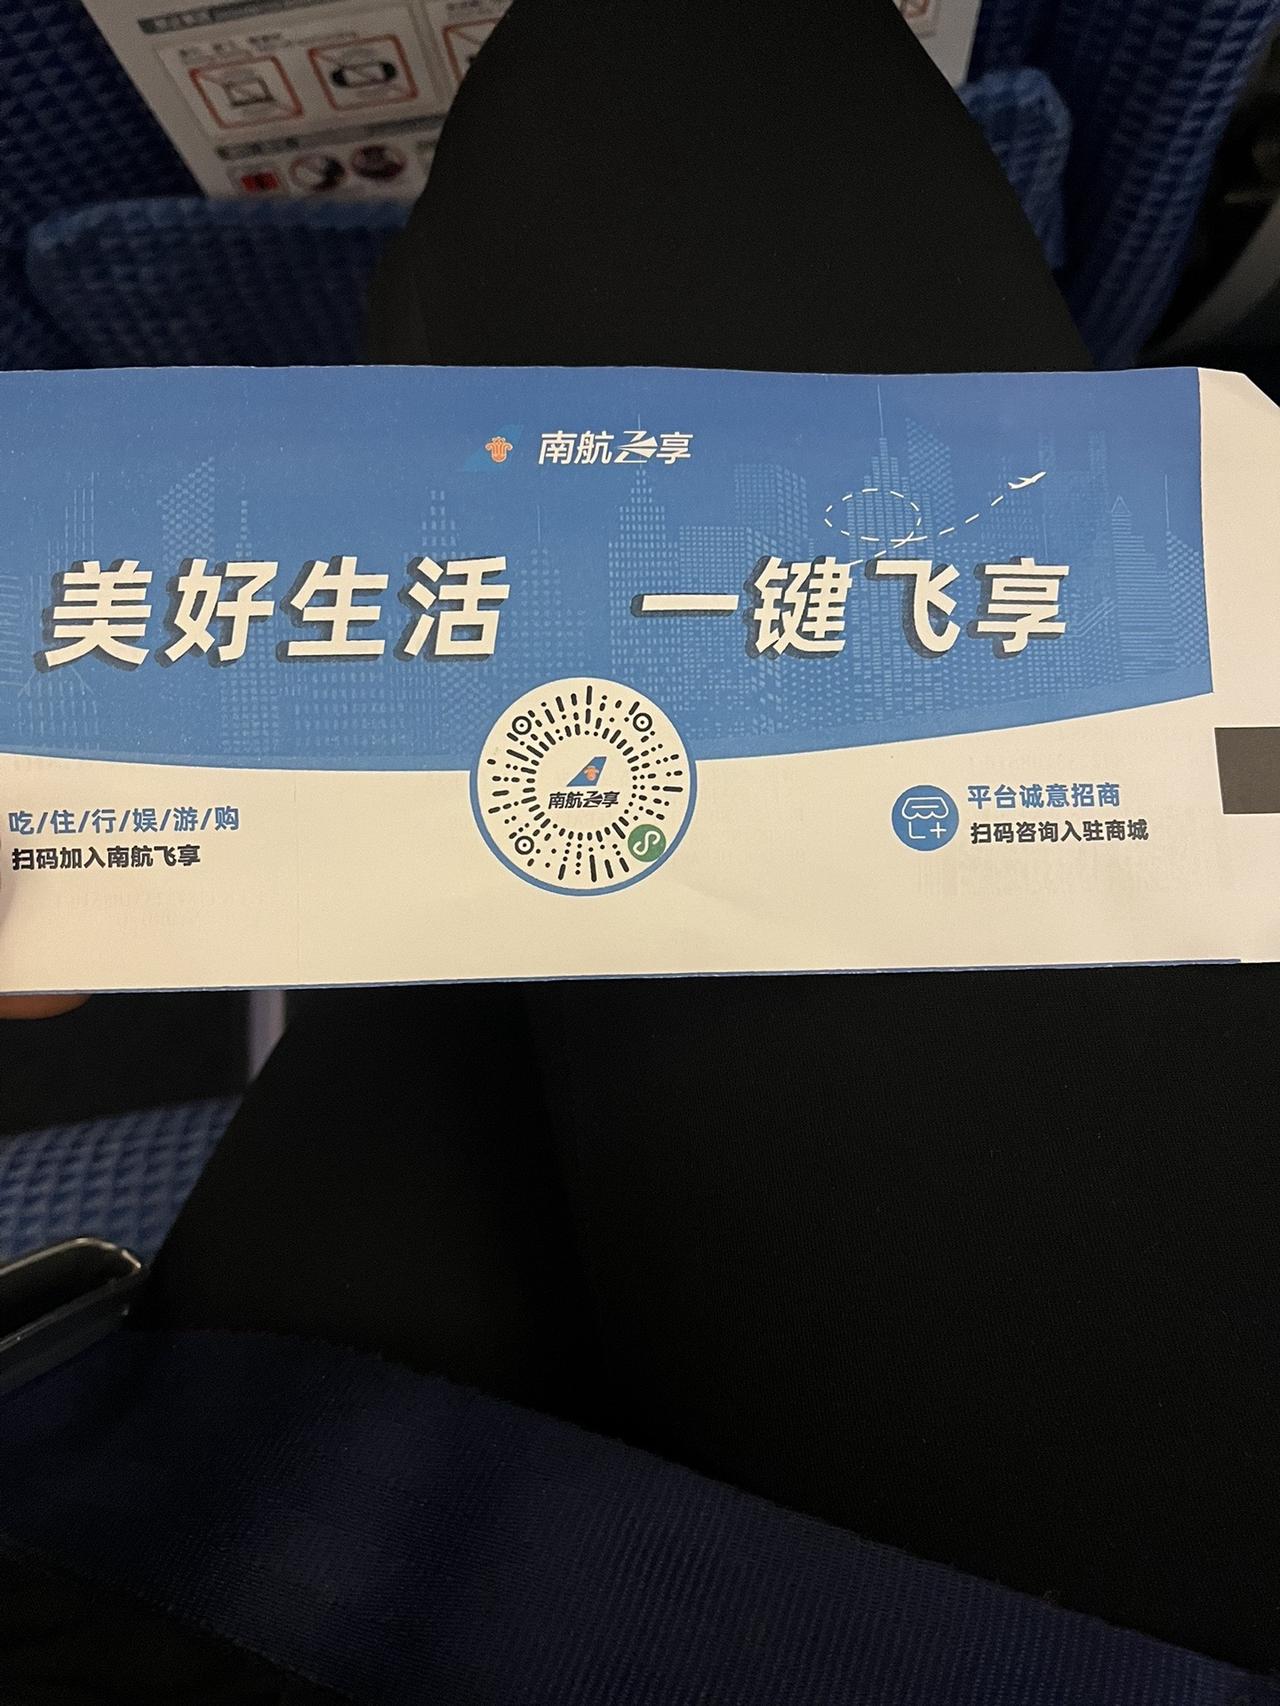 南航飞享
美好生活 一键飞享
南航飞享
吃/住/行/娱/游/购
扫码加入南航飞享
平台诚意招商
扫码咨询入驻商城